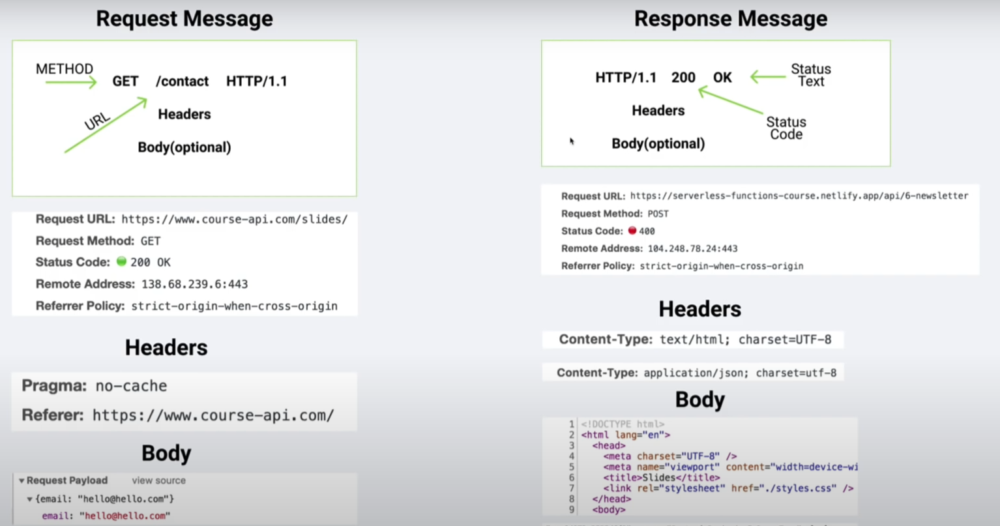 Request Message
METHOD
GET /contact HTTP/1.1
URL
Headers
Body(optional)
Request URL: https://www.course-api.com/slides/
Request Method: GET
Status Code: 200 OK
Remote Address: 138.68.239.6:443
Referrer Policy: strict-origin-when-cross-origin
Headers
Pragma: no-cache
Referer: https://www.course-api.com/
Body
Request Payload view source
{email: "hello@hello.com"}
email: "hello@hello.com"
Response Message
HTTP/1.1 200 OK
Status
Text
Headers
Status
Code
Body(optional)
Request URL: https://serverless-functions-course.netlify.app/api/6-newsletter
Request Method: POST
Status Code: 400
Remote Address: 104.248.78.24:443
Referrer Policy: strict-origin-when-cross-origin
Headers
Content-Type: text/html; charset=UTF-8
Content-Type: application/json; charset=utf-8
Body
1 <!DOCTYPE html>
2 <html lang="en">
3 <head>
4 <meta charset="UTF-8" />
5 <meta name="viewport" content="width=device-wi
6 <title>Slides</title>
7 <link rel="stylesheet" href="./styles.css" />
8 </head>
9 <body>